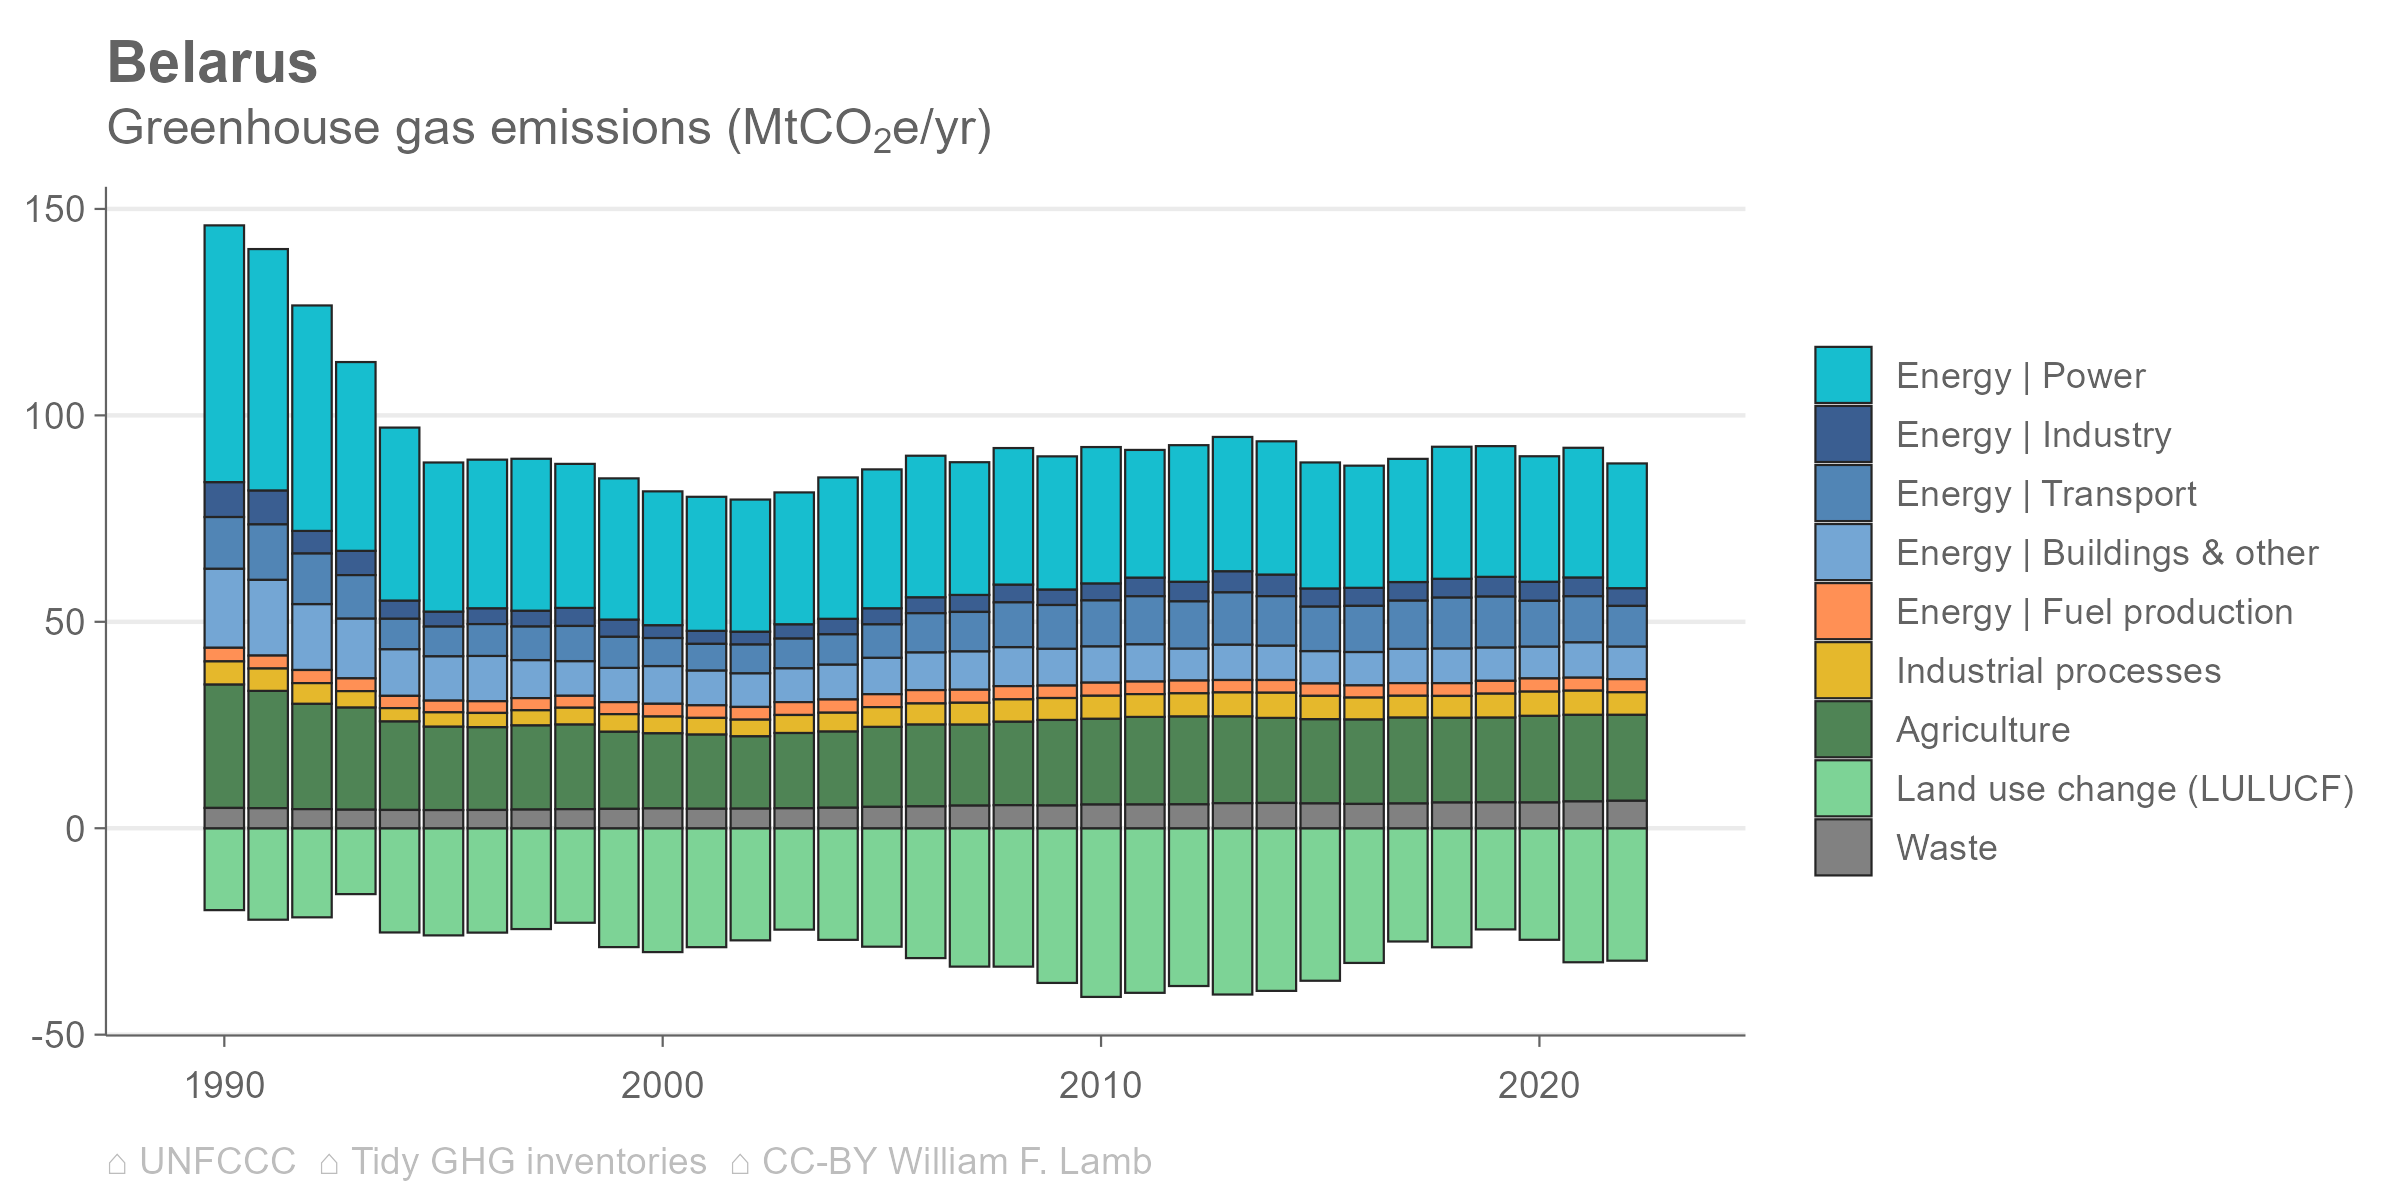 Belarus
Greenhouse gas emissions (MtCO₂e/yr)
150
100
50
0
-50
1990 2000 2010 2020
Energy | Power
Energy | Industry
Energy | Transport
Energy | Buildings & other
Energy | Fuel production
Industrial processes
Agriculture
Land use change (LULUCF)
Waste
⌂ UNFCCC ⌂ Tidy GHG inventories ⌂ CC-BY William F. Lamb